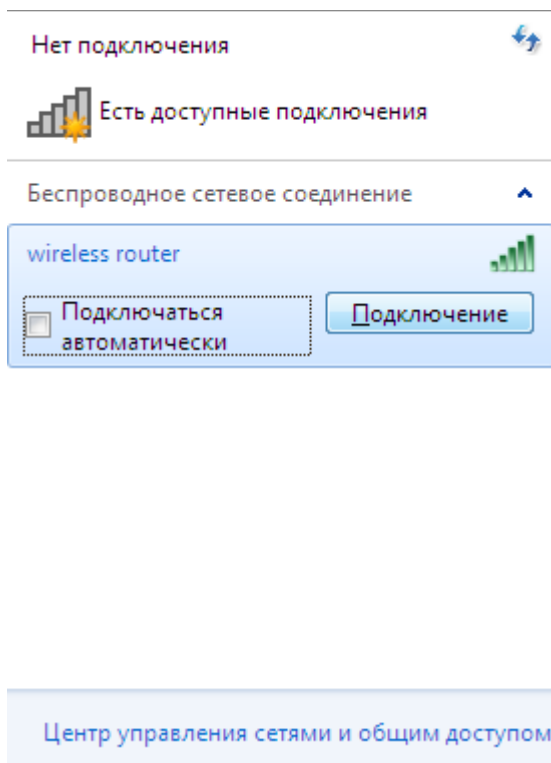 Нет подключения
Есть доступные подключения
Беспроводное сетевое соединение
wireless router
Подключаться
автоматически
Подключение
Центр управления сетями и общим доступом